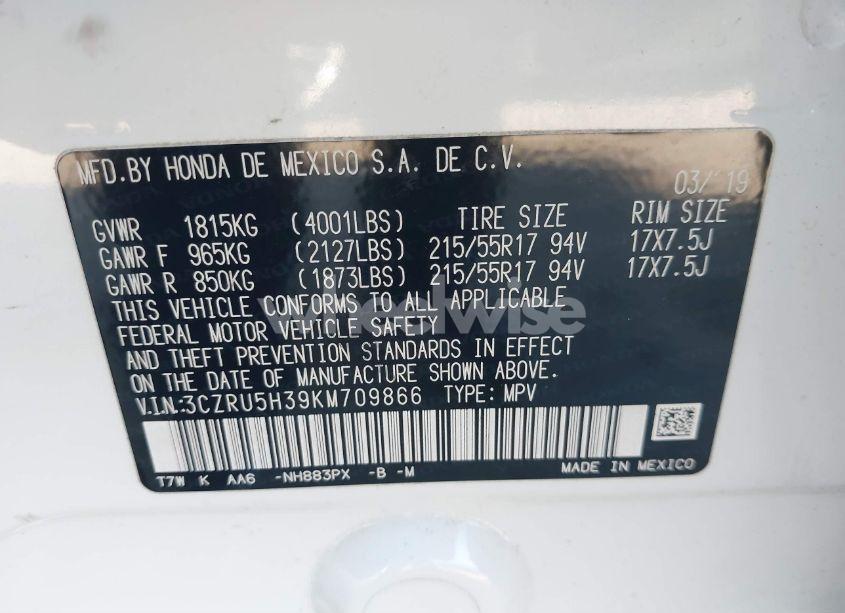 MFD.BY HONDA DE MEXICO S.A. DE C.V.
03/'19
GVWR 1815KG (4001LBS) TIRE SIZE RIM SIZE
GAWR F 965KG (2127LBS) 215/55R17 94V 17X7.5J
GAWR R 850KG (1873LBS) 215/55R17 94V 17X7.5J
THIS VEHICLE CONFORMS TO ALL APPLICABLE
FEDERAL MOTOR VEHICLE SAFETY
AND THEFT PREVENTION STANDARDS IN EFFECT
ON THE DATE OF MANUFACTURE SHOWN ABOVE.
V.I.N.:3CZRU5H39KM709866 TYPE: MPV
T7W K AA6 -NH883PX -B -M MADE IN MEXICO
wheelwise